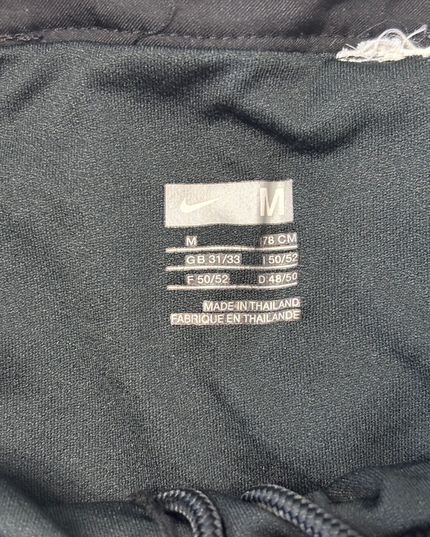 M
M 78 CM
GB 31/33 I 50/52
F 50/52 D 48/50
MADE IN THAILAND
FABRIQUE EN THAILANDE